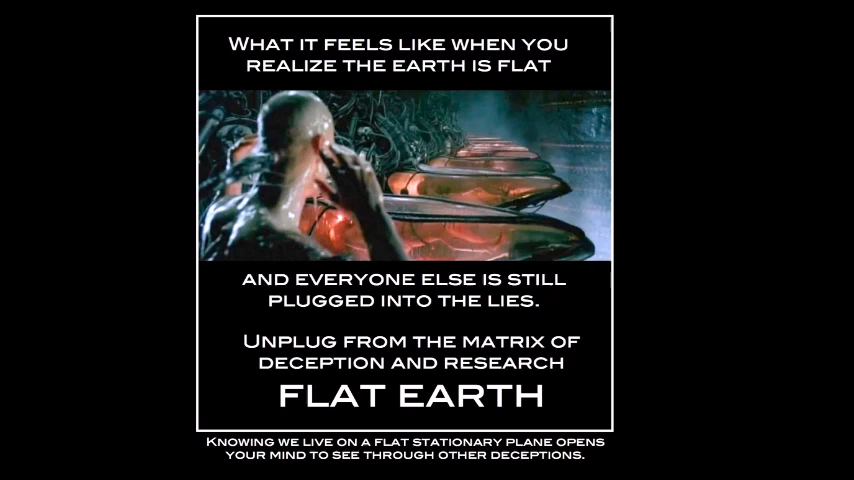 What it feels like when you
realize the earth is flat
and everyone else is still
plugged into the lies.
Unplug from the matrix of
deception and research
FLAT EARTH
Knowing we live on a flat stationary plane opens
your mind to see through other deceptions.